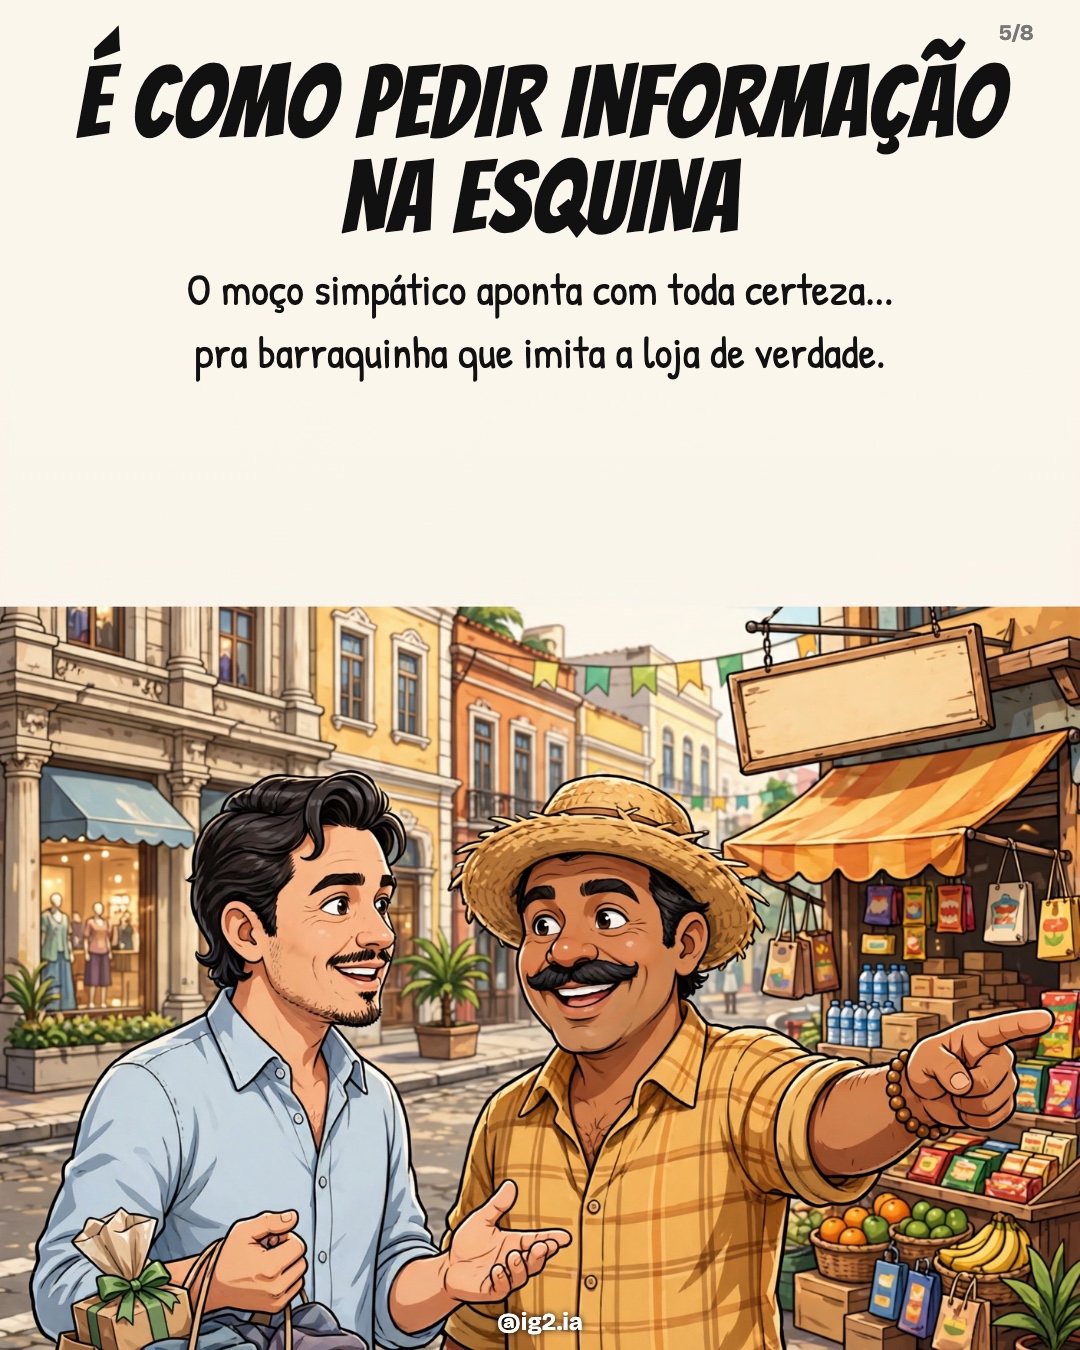 5/8
É COMO PEDIR INFORMAÇÃO
NA ESQUINA
O moço simpático aponta com toda certeza...
pra barraquinha que imita a loja de verdade.
@ig2.ia